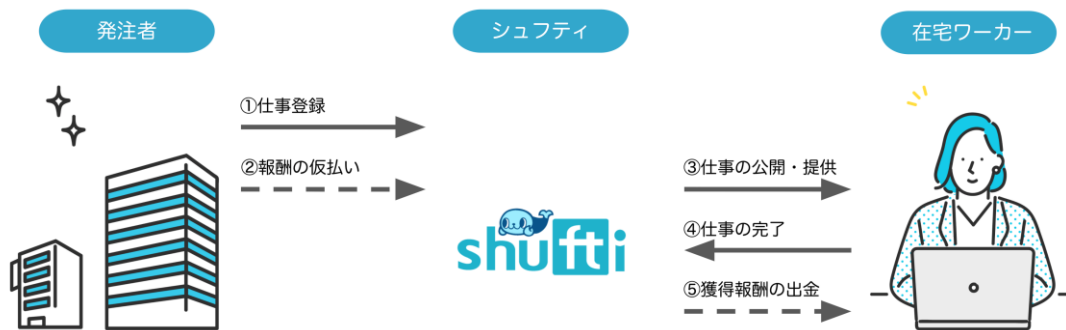 発注者
シュフティ
在宅ワーカー
①仕事登録
②報酬の仮払い
③仕事の公開・提供
④仕事の完了
shufti
⑤獲得報酬の出金